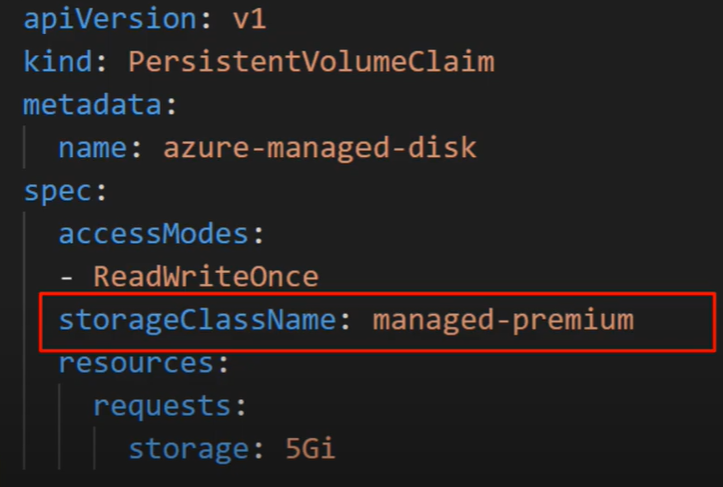 apiVersion: v1
kind: PersistentVolumeClaim
metadata:
  name: azure-managed-disk
spec:
  accessModes:
  - ReadWriteOnce
  storageClassName: managed-premium
  resources:
    requests:
      storage: 5Gi